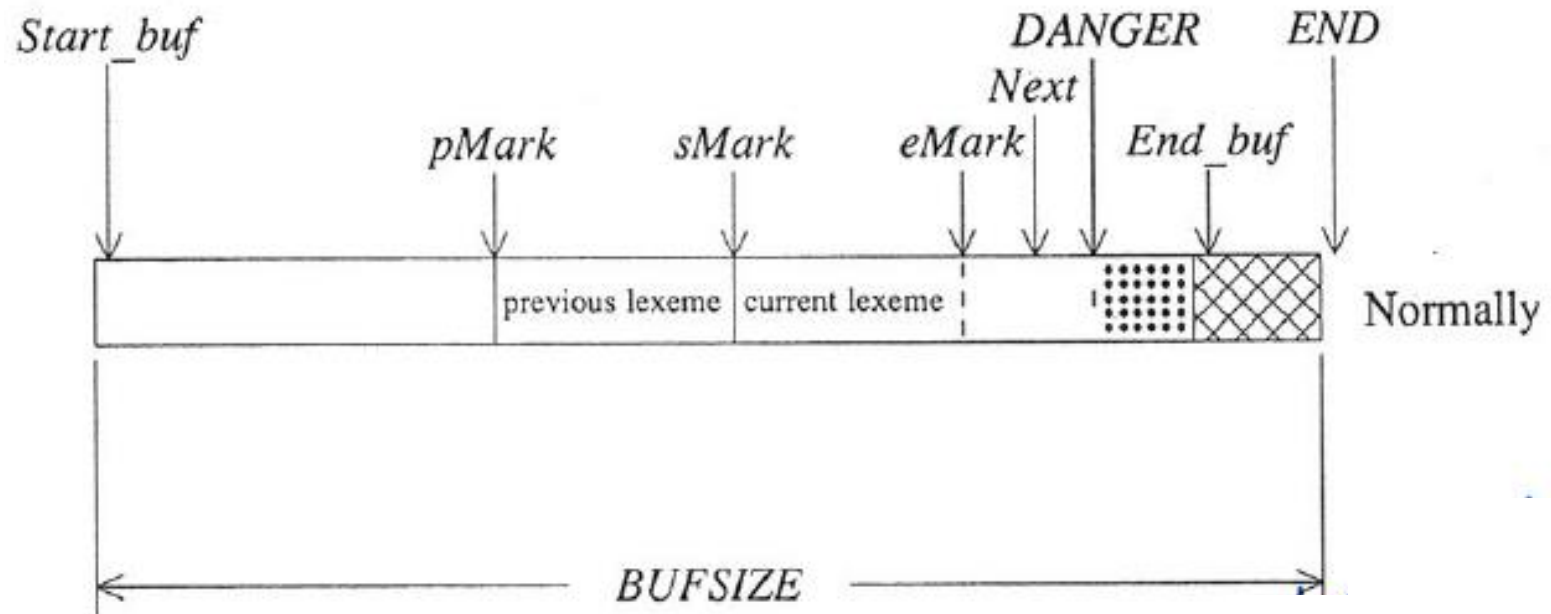 Start_buf DANGER END
Next
pMark sMark eMark End_buf
previous lexeme current lexeme Normally
BUFSIZE